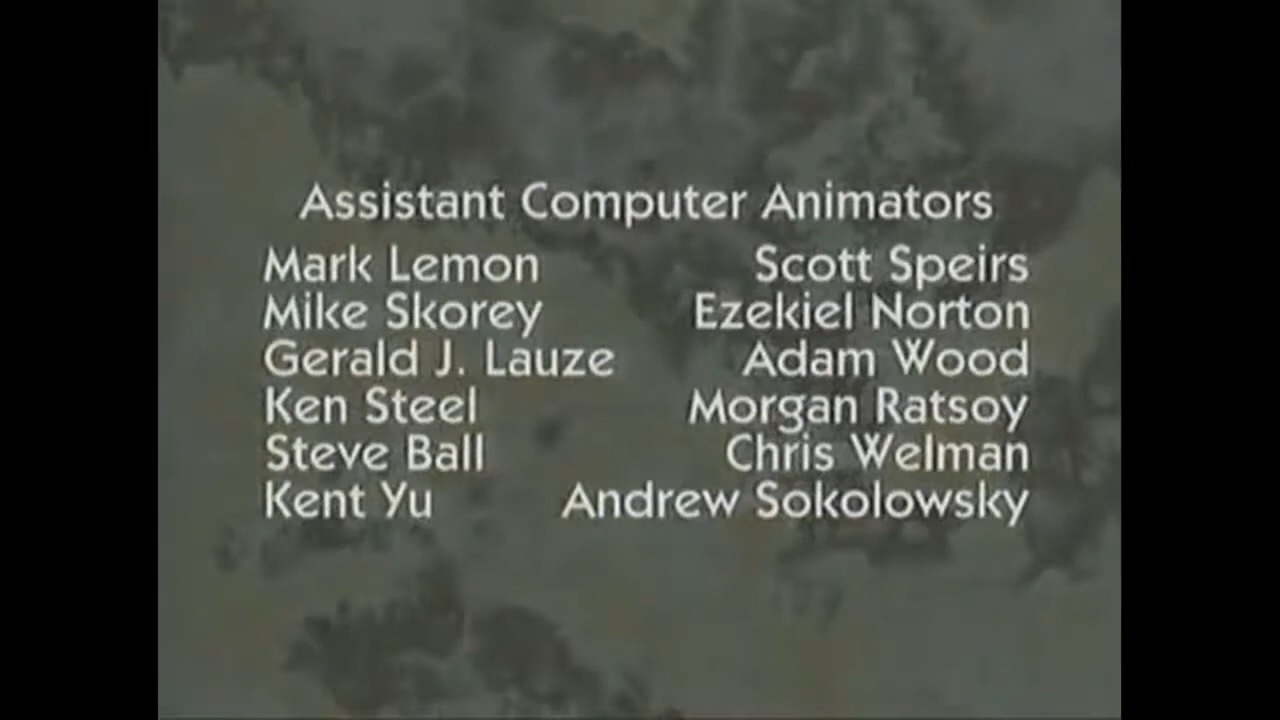 Assistant Computer Animators
Mark Lemon Scott Speirs
Mike Skorey Ezekiel Norton
Gerald J. Lauze Adam Wood
Ken Steel Morgan Ratsoy
Steve Ball Chris Welman
Kent Yu Andrew Sokolowsky